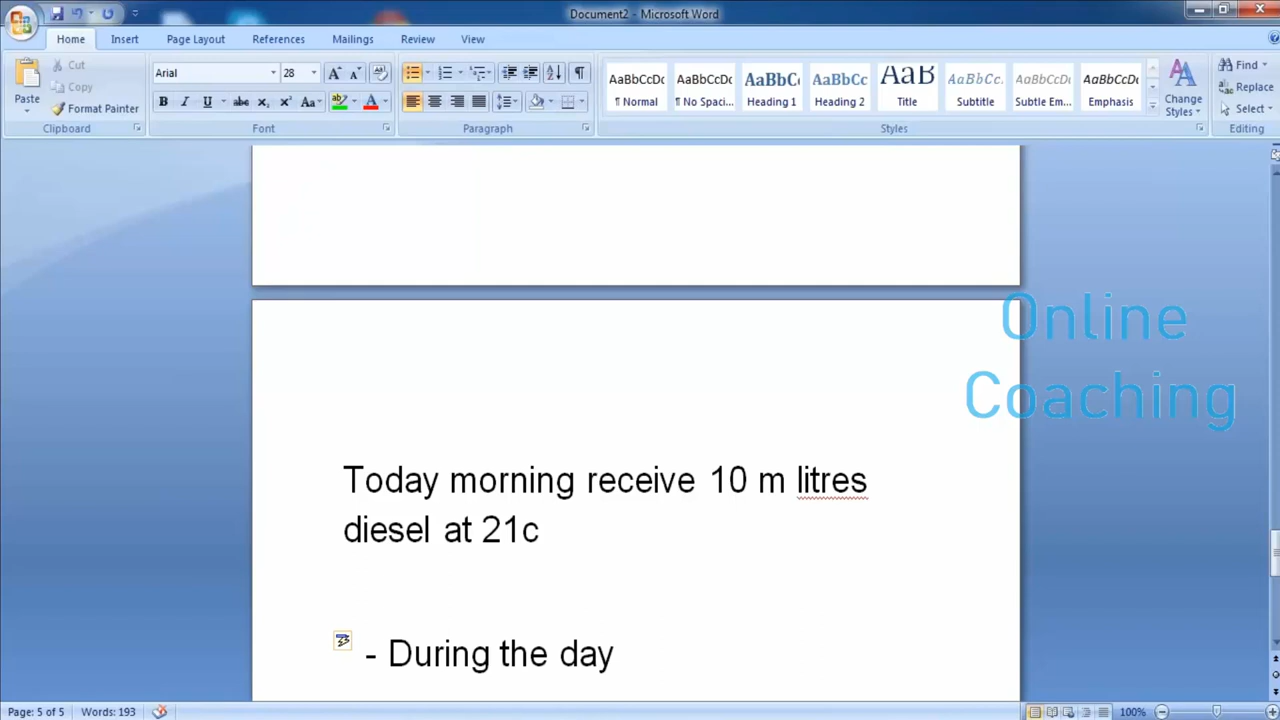 Document2 - Microsoft Word
Home Insert Page Layout References Mailings Review View
Cut
Copy
Format Painter
Paste
Clipboard
Arial 28
Font
Paragraph
AaBbCcDc AaBbCcDc AaBbC AaBbCc AaB AaBbCc. AaBbCcDc AaBbCcDc
¶ Normal ¶ No Spaci... Heading 1 Heading 2 Title Subtitle Subtle Em... Emphasis
Styles
Change Styles
Find
Replace
Select
Editing
Online
Coaching
Today morning receive 10 m litres
diesel at 21c
- During the day
Page: 5 of 5 Words: 193 100%